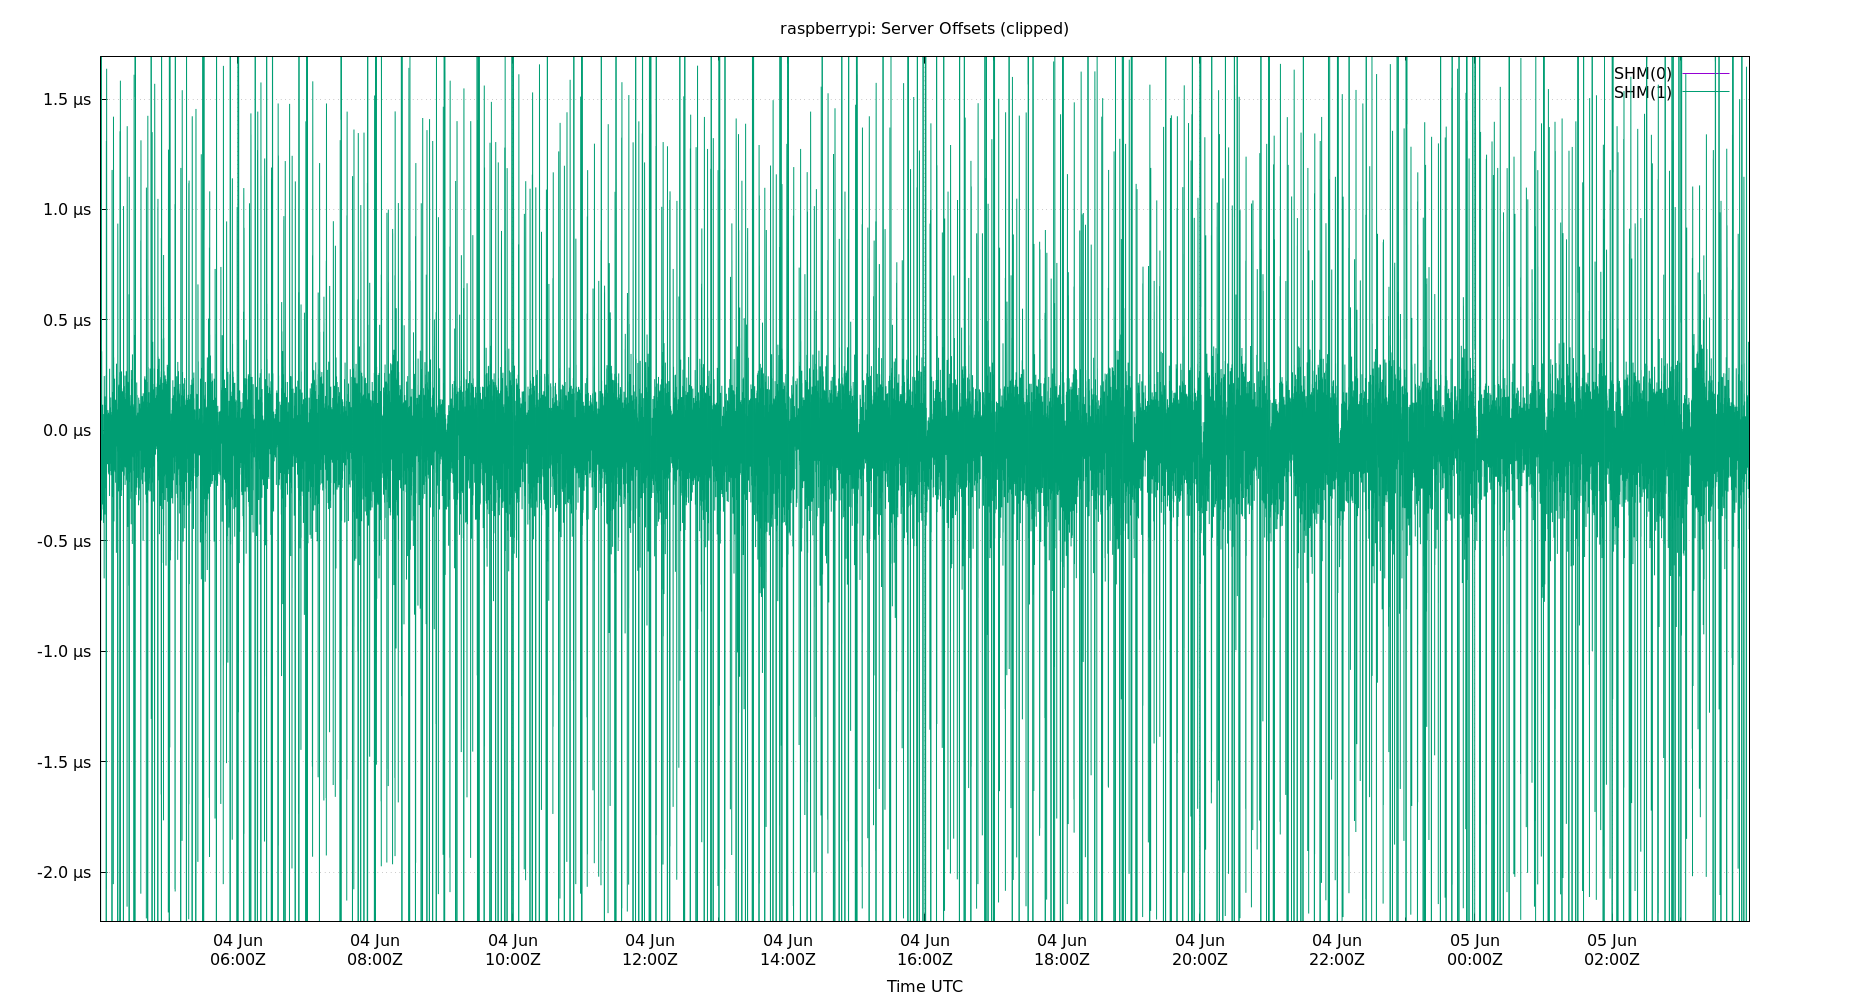 raspberrypi: Server Offsets (clipped)
SHM(0)
SHM(1)
1.5 µs
1.0 µs
0.5 µs
0.0 µs
-0.5 µs
-1.0 µs
-1.5 µs
-2.0 µs
04 Jun 04 Jun 04 Jun 04 Jun 04 Jun 04 Jun 04 Jun 04 Jun 04 Jun 05 Jun 05 Jun
06:00Z 08:00Z 10:00Z 12:00Z 14:00Z 16:00Z 18:00Z 20:00Z 22:00Z 00:00Z 02:00Z
Time UTC